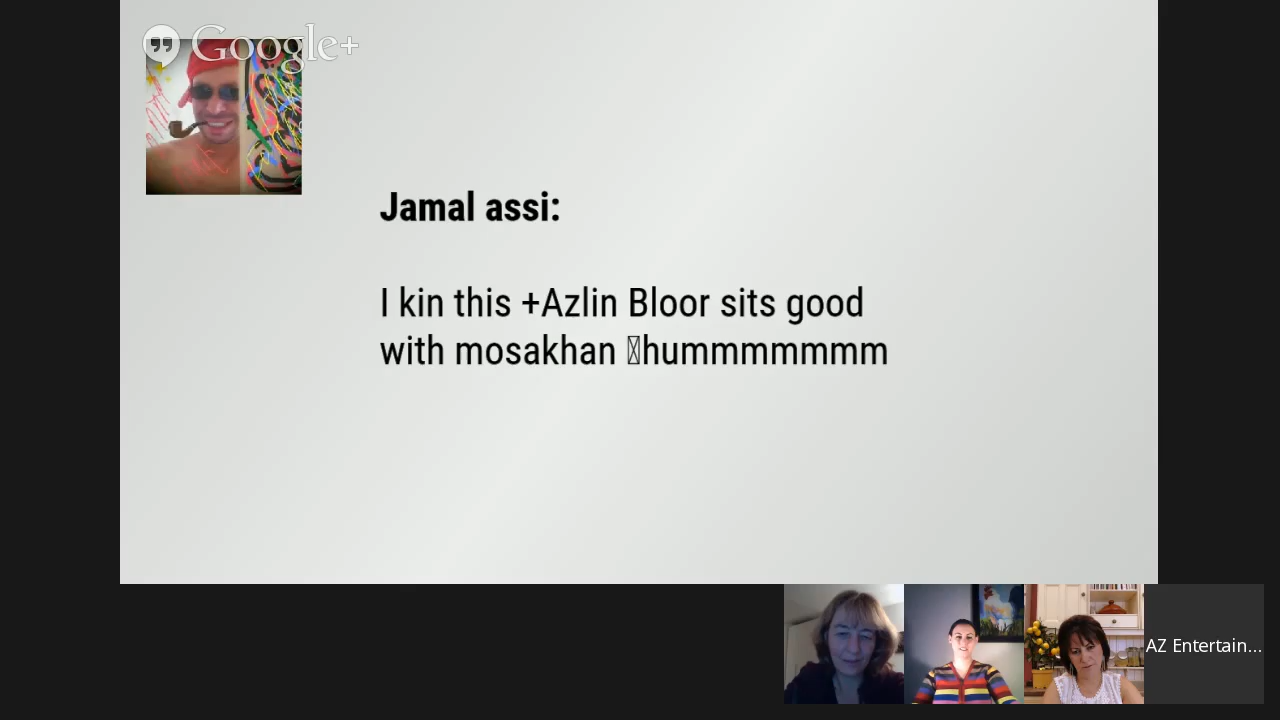 Google+
Jamal assi:
I kin this +Azlin Bloor sits good
with mosakhan hummmmmmm
AZ Entertain...